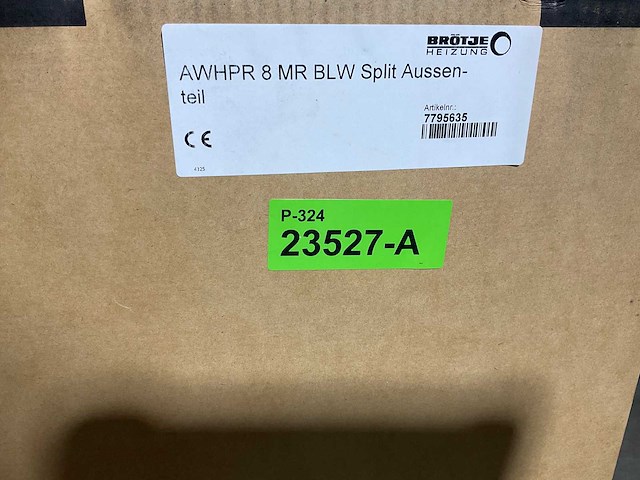 BRÖTJE
HEIZUNG
AWHPR 8 MR BLW Split Aussen-
teil
Artikelnr.:
7795635
CE
P-324
23527-A